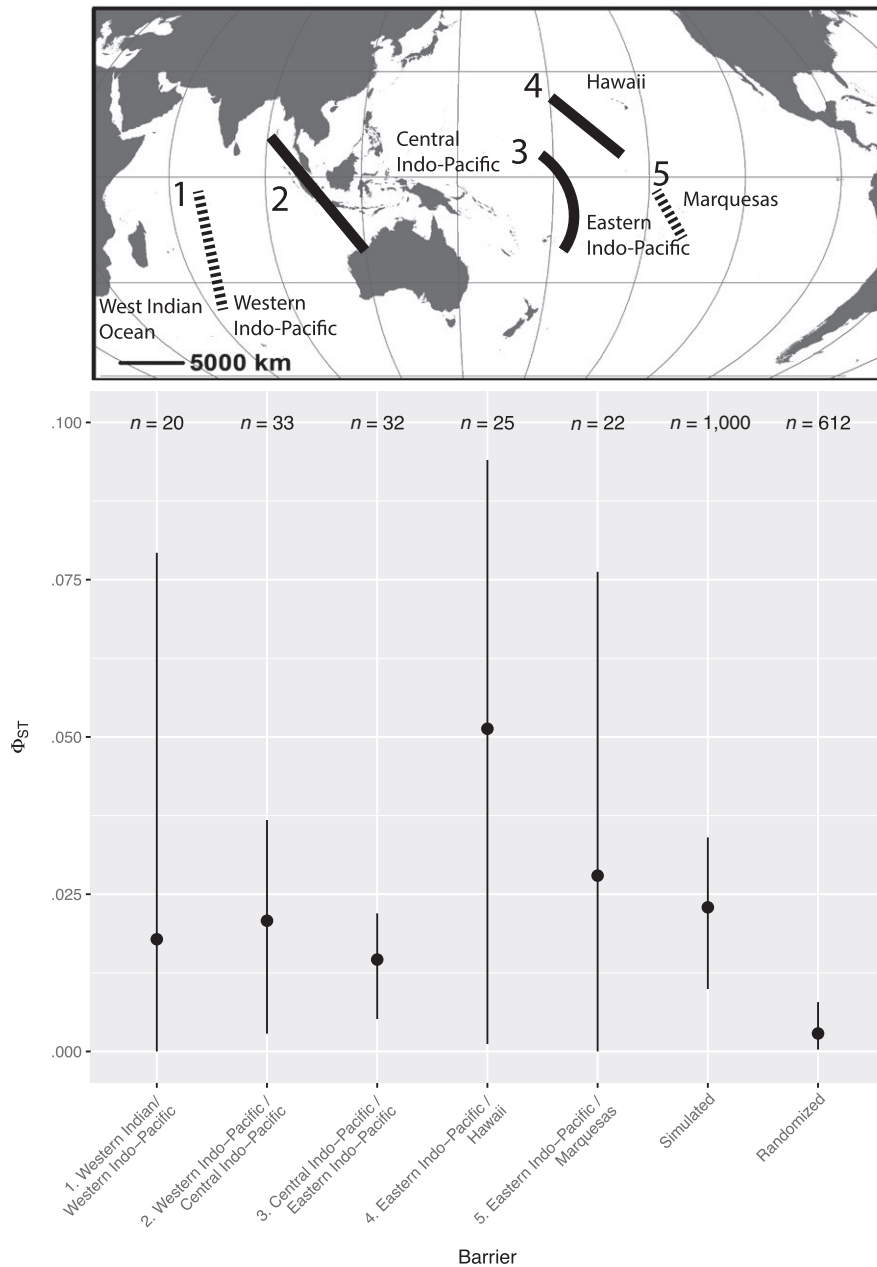 4
Hawaii
Central
Indo-Pacific
3
5
1
2
Marquesas
Eastern
Indo-Pacific
West Indian
Ocean
Western
Indo-Pacific
5000 km
n = 20
n = 33
n = 32
n = 25
n = 22
n = 1,000
n = 612
.100
.075
.050
.025
.000
ΦST
1. Western Indian/
Western Indo–Pacific
2. Western Indo–Pacific /
Central Indo–Pacific
3. Central Indo–Pacific /
Eastern Indo–Pacific
4. Eastern Indo–Pacific /
Hawaii
5. Eastern Indo–Pacific /
Marquesas
Simulated
Randomized
Barrier